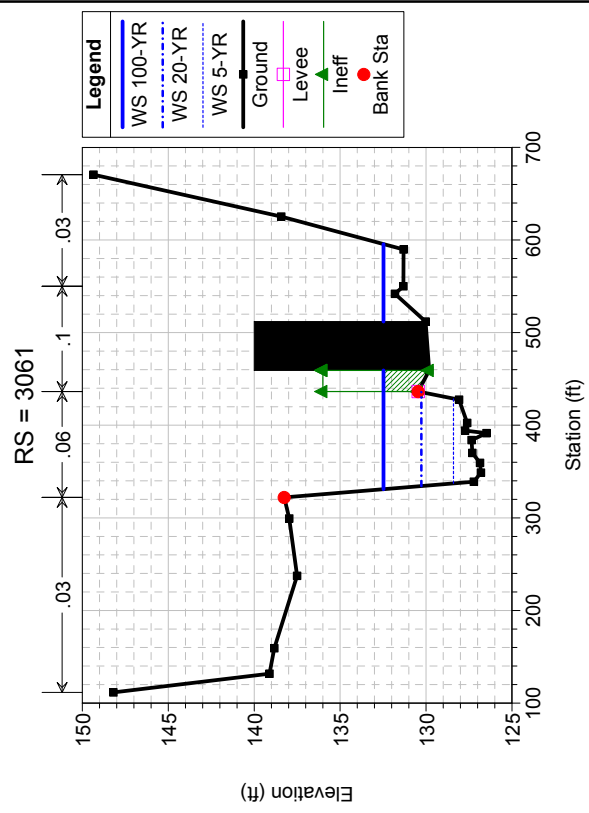 RS = 3061
.03
.06
.1
.03
Legend
WS 100-YR
WS 20-YR
WS 5-YR
Ground
Levee
Ineff
Bank Sta
150
145
140
135
130
125
Elevation (ft)
100
200
300
400
500
600
700
Station (ft)